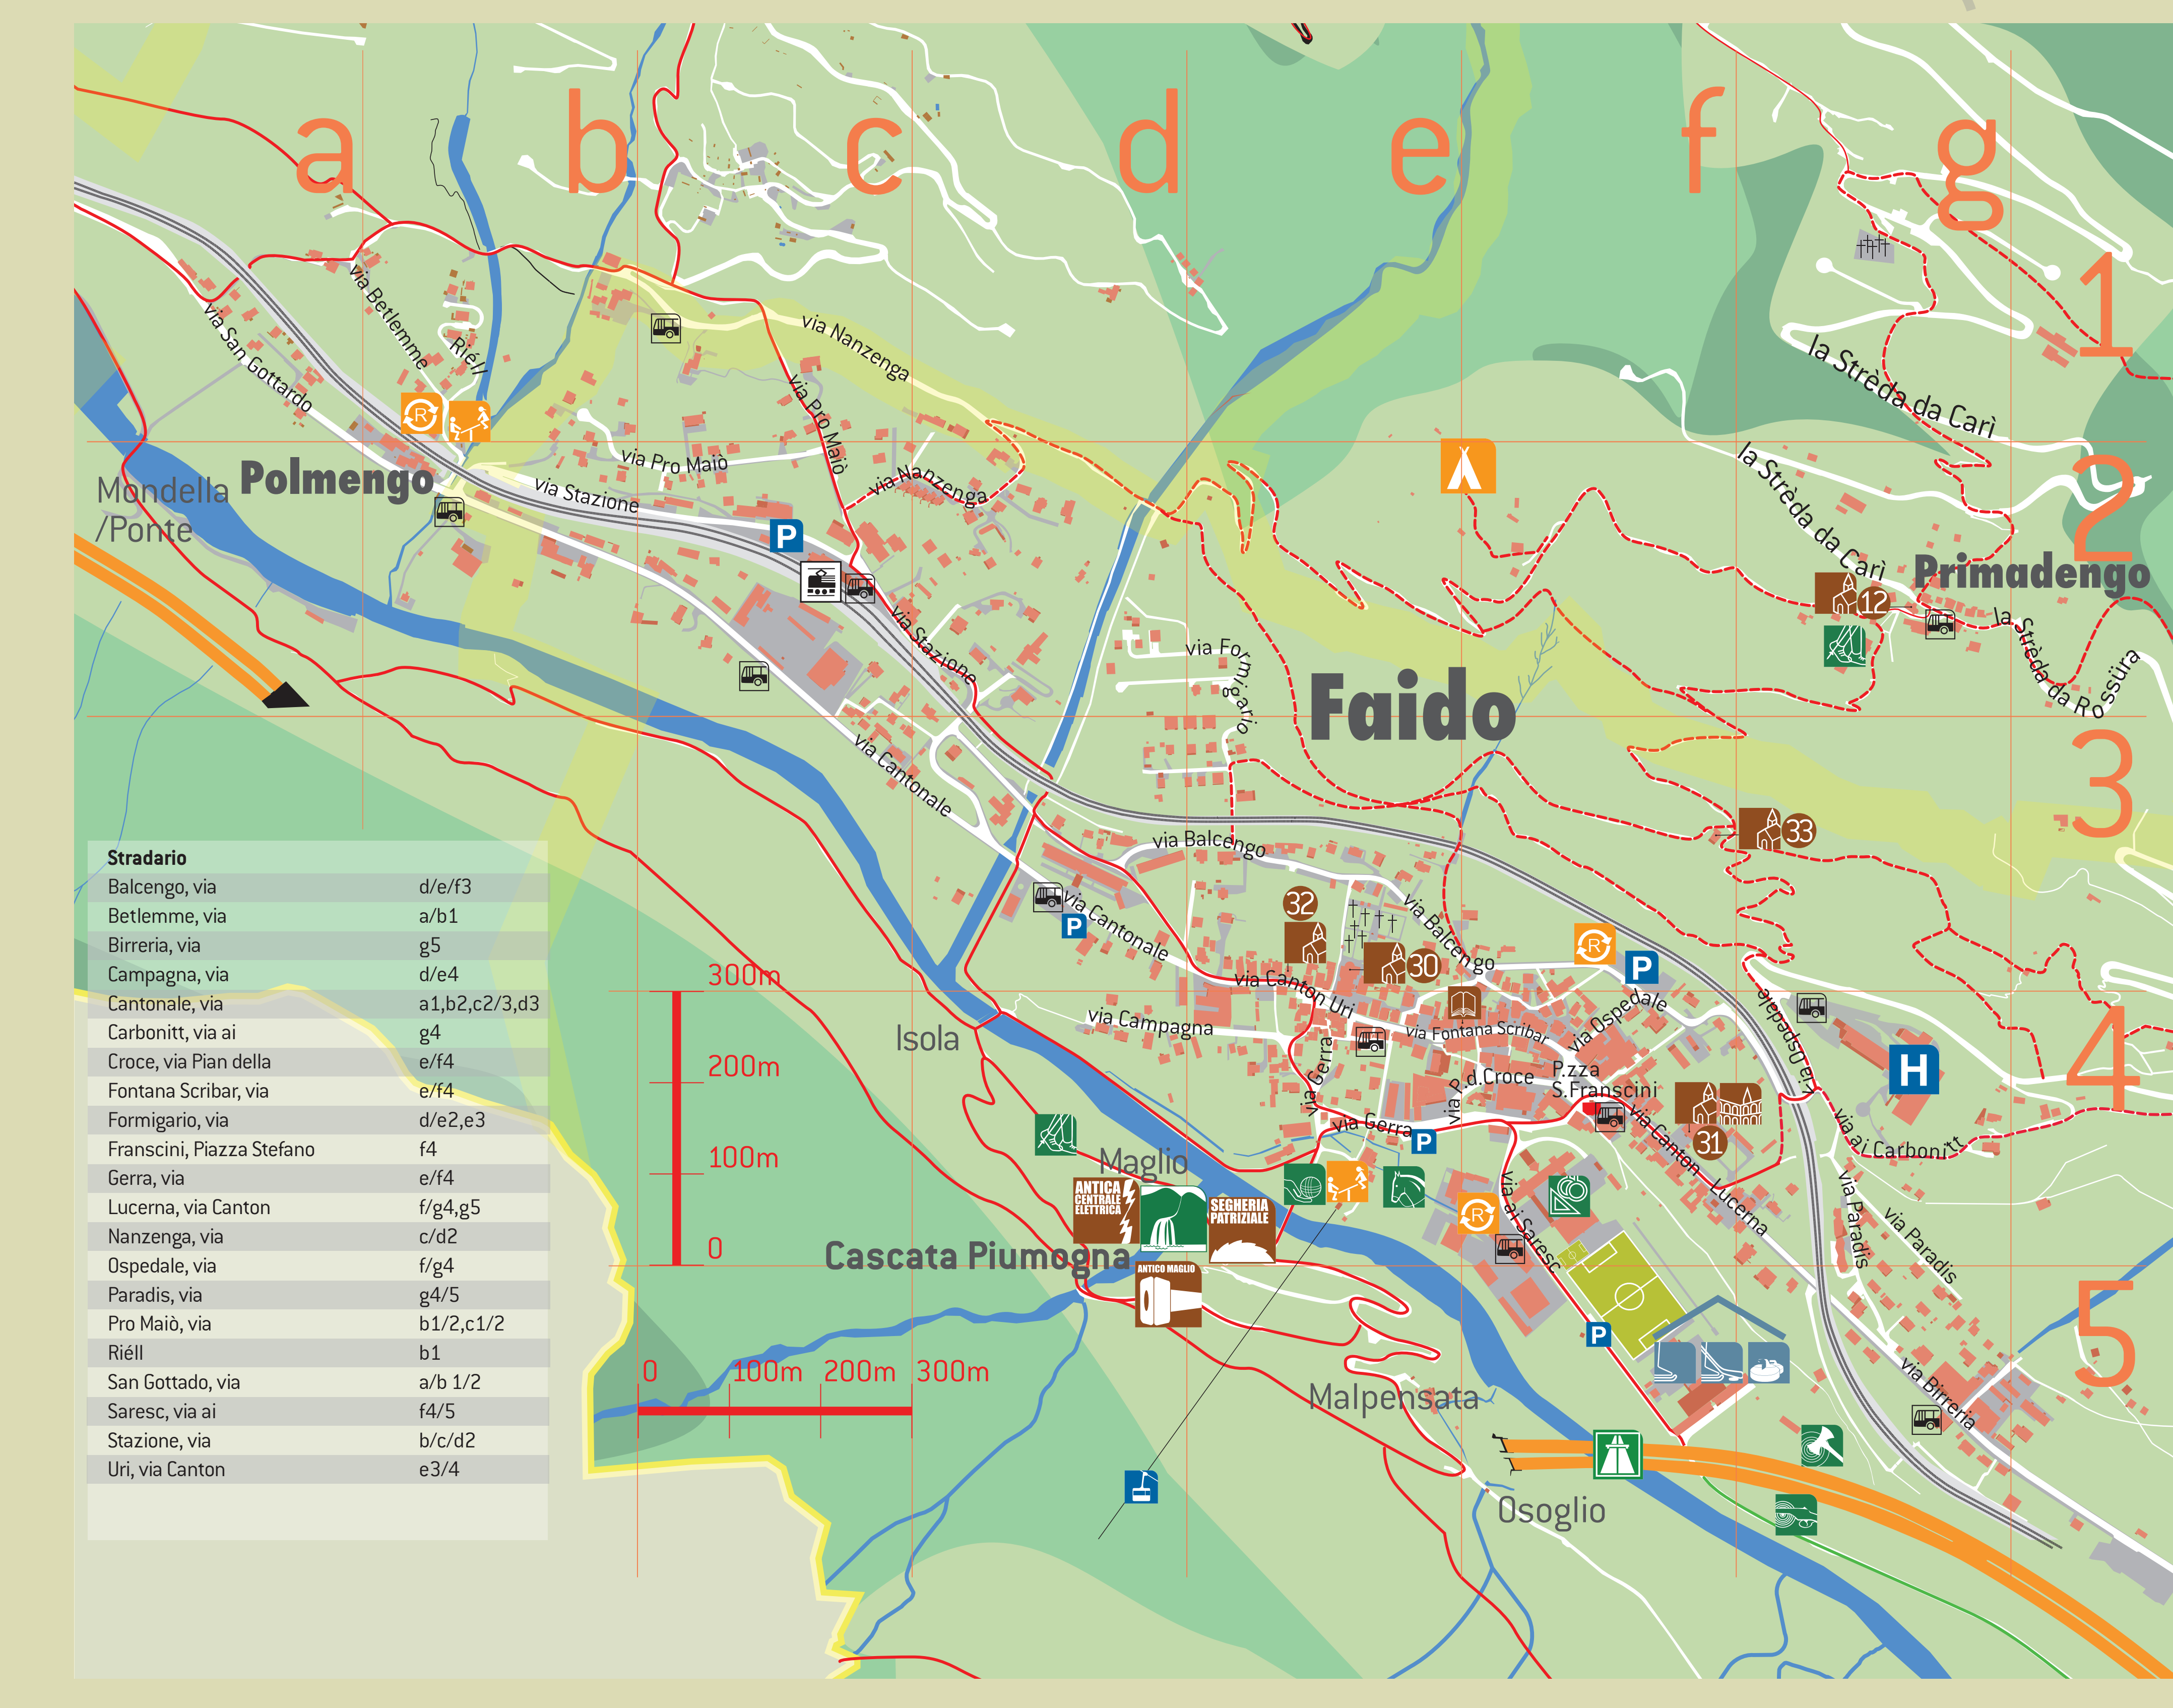 a
b
c
d
e
f
g
1
2
3
4
5
via Betlemme
Riéll
via San Gottardo
via Nanzenga
via Pro Maiò
via Pro Maiò
via Nanzenga
via Stazione
P
la Strèda da Carì
la Strèda da Carì
Mondella
/Ponte
Polmengo
R
Primadengo
12
la Strèda da Rossüra
via Stazione
via Formigario
Faido
via Cantonale
33
via Balcengo
via Balcengo
32
30
via Cantonale
P
R
P
via Canton Uri
via Campagna
via Fontana Scribar
via Ospedale
via Ospedale
H
Isola
via Gerra
via P.d.Croce
P.zza
S.Franscini
via Gerra
P
via Canton Lucerna
31
via ai Carbonitt
via Paradis
via Paradis
Maglio
ANTICA
CENTRALE
ELETTRICA
SEGHERIA
PATRIZIALE
Cascata Piumogna
ANTICO MAGLIO
R
via ai Saresc
P
via Birreria
Malpensata
Osoglio
300m
200m
100m
0
0 100m 200m 300m
Stradario
Balcengo, via d/e/f3
Betlemme, via a/b1
Birreria, via g5
Campagna, via d/e4
Cantonale, via a1,b2,c2/3,d3
Carbonitt, via ai g4
Croce, via Pian della e/f4
Fontana Scribar, via e/f4
Formigario, via d/e2,e3
Franscini, Piazza Stefano f4
Gerra, via e/f4
Lucerna, via Canton f/g4,g5
Nanzenga, via c/d2
Ospedale, via f/g4
Paradis, via g4/5
Pro Maiò, via b1/2,c1/2
Riéll b1
San Gottado, via a/b 1/2
Saresc, via ai f4/5
Stazione, via b/c/d2
Uri, via Canton e3/4